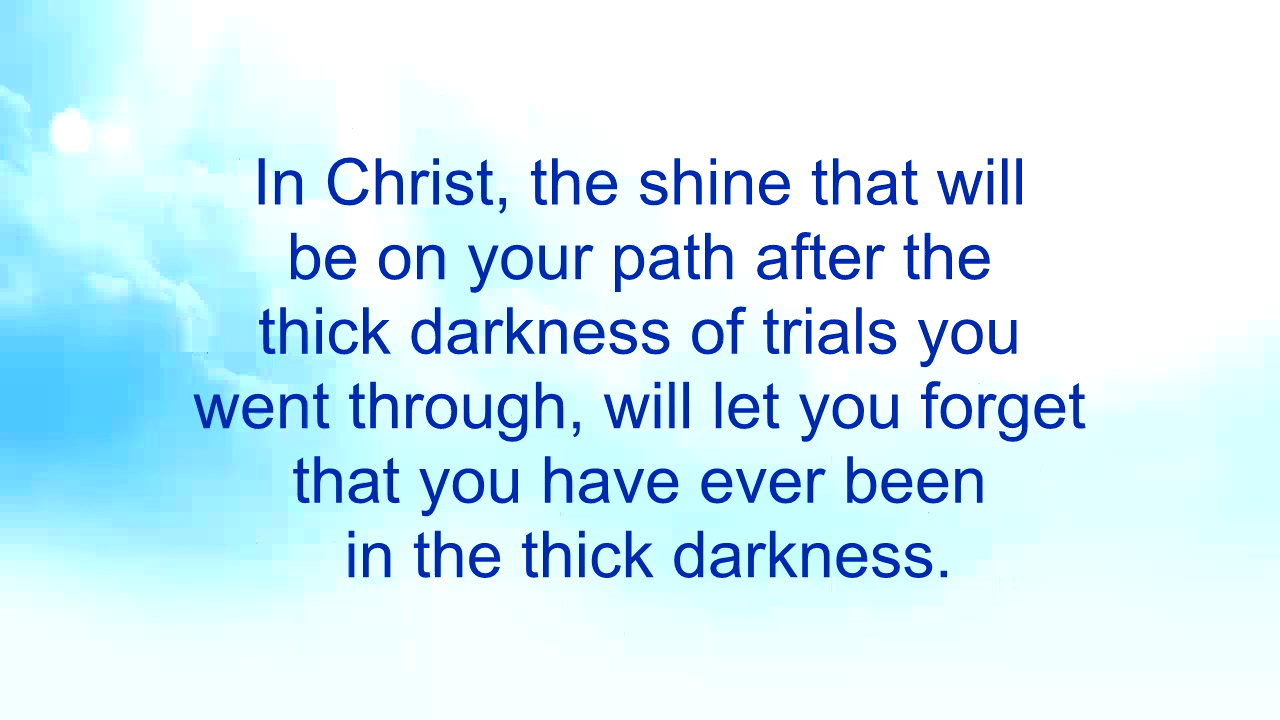 In Christ, the shine that will
be on your path after the
thick darkness of trials you
went through, will let you forget
that you have ever been
in the thick darkness.